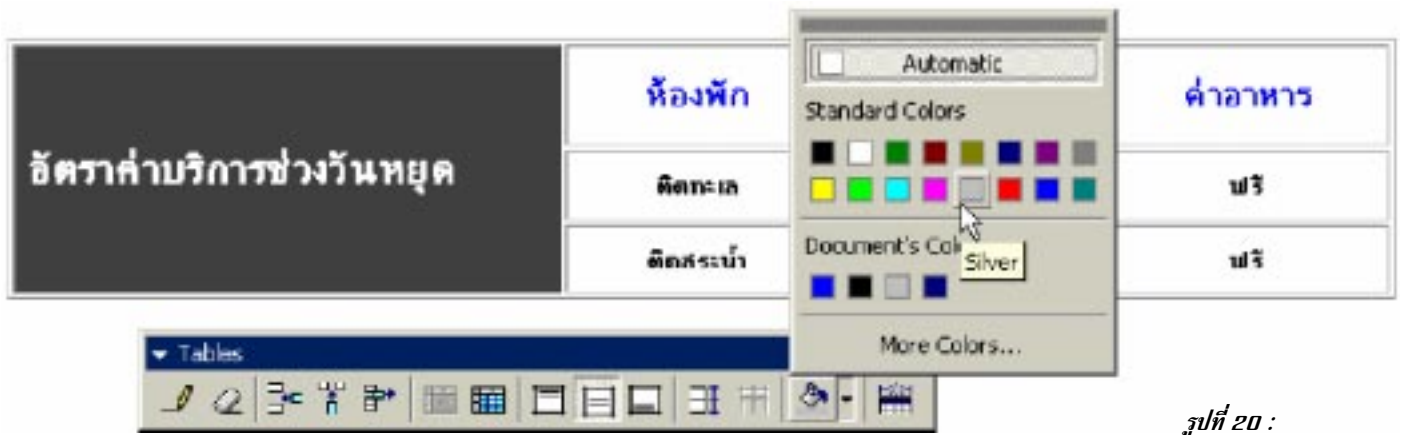 ห้องพัก
ค่าอาหาร
อัตราค่าบริการช่วงวันหยุด
ติดทะเล
ฟรี
ติดสระน้ำ
ฟรี
Automatic
Standard Colors
Document's Col
Silver
More Colors...
Tables
รูปที่ 20 :